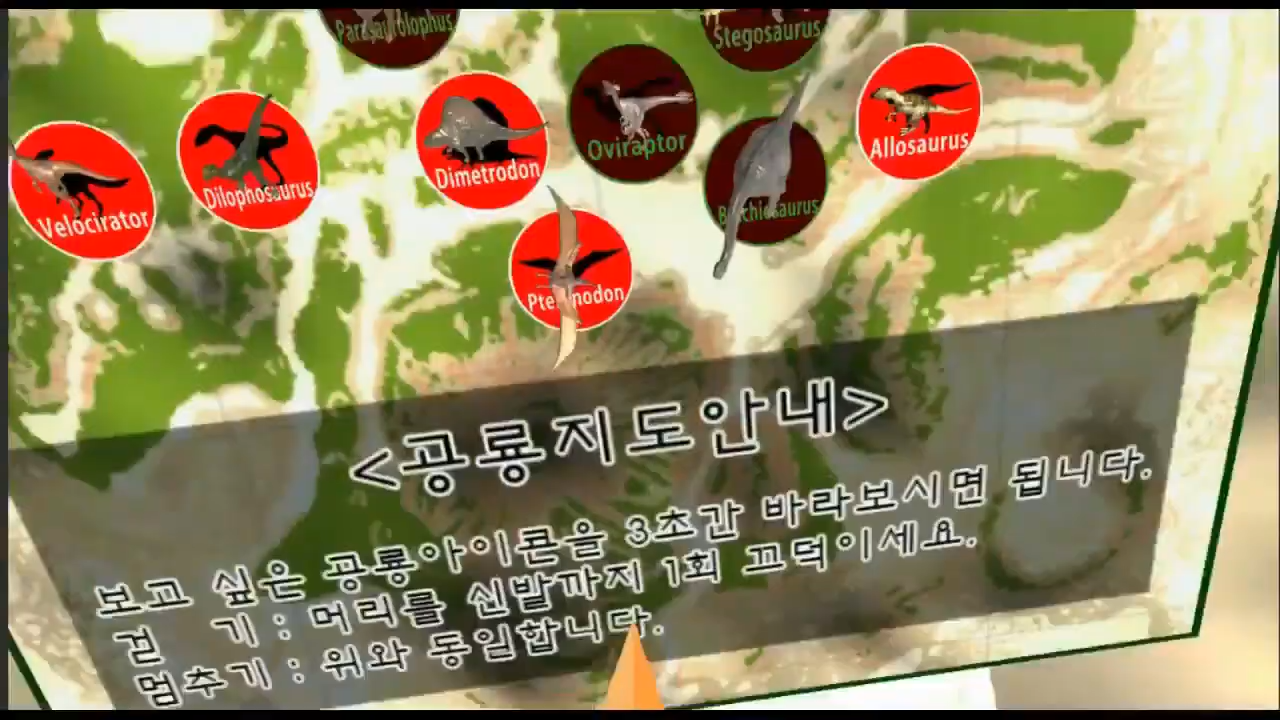 Parasaurolophus
Stegosaurus
Velocirator
Dilophosaurus
Dimetrodon
Oviraptor
Brachiosaurus
Allosaurus
Pteranodon
<공룡지도안내>
보고 싶은 공룡아이콘을 3초간 바라보시면 됩니다.
걷 기 : 머리를 신발까지 1회 끄덕이세요.
멈추기 : 위와 동일합니다.